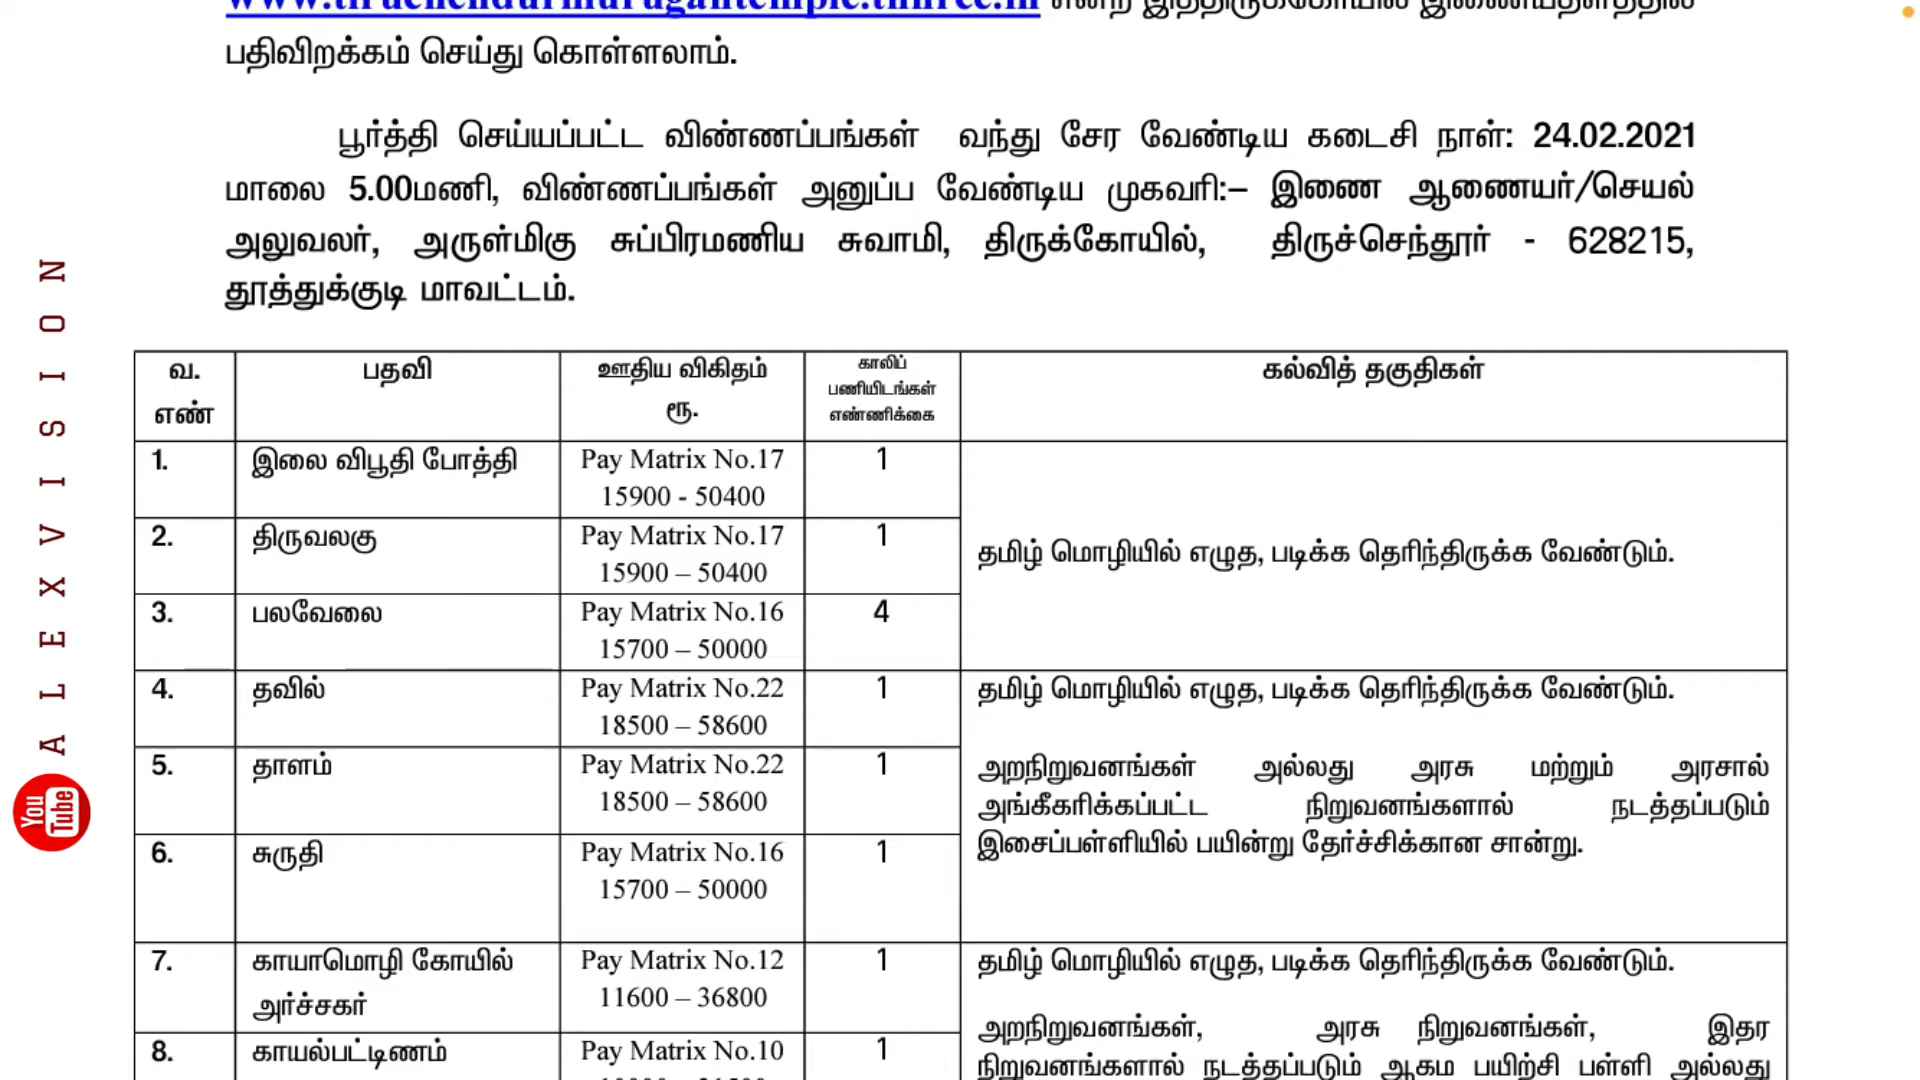 பதிவிறக்கம் செய்து கொள்ளலாம்.
பூர்த்தி செய்யப்பட்ட விண்ணப்பங்கள் வந்து சேர வேண்டிய கடைசி நாள்: 24.02.2021
மாலை 5.00மணி, விண்ணப்பங்கள் அனுப்ப வேண்டிய முகவரி:– இணை ஆணையர்/செயல்
அலுவலர், அருள்மிகு சுப்பிரமணிய சுவாமி, திருக்கோயில், திருச்செந்தூர் - 628215,
தூத்துக்குடி மாவட்டம்.
வ. எண் பதவி ஊதிய விகிதம் ரூ. காலிப் பணியிடங்கள் எண்ணிக்கை கல்வித் தகுதிகள்
1. இலை விபூதி போத்தி Pay Matrix No.17 1
15900 - 50400
2. திருவலகு Pay Matrix No.17 1
15900 – 50400
தமிழ் மொழியில் எழுத, படிக்க தெரிந்திருக்க வேண்டும்.
3. பலவேலை Pay Matrix No.16 4
15700 – 50000
4. தவில் Pay Matrix No.22 1 தமிழ் மொழியில் எழுத, படிக்க தெரிந்திருக்க வேண்டும்.
18500 – 58600
5. தாளம் Pay Matrix No.22 1 அறநிறுவனங்கள் அல்லது அரசு மற்றும் அரசால்
18500 – 58600 அங்கீகரிக்கப்பட்ட நிறுவனங்களால் நடத்தப்படும்
இசைப்பள்ளியில் பயின்று தேர்ச்சிக்கான சான்று.
6. சுருதி Pay Matrix No.16 1
15700 – 50000
7. காயாமொழி கோயில் Pay Matrix No.12 1 தமிழ் மொழியில் எழுத, படிக்க தெரிந்திருக்க வேண்டும்.
அர்ச்சகர் 11600 – 36800
அறநிறுவனங்கள், அரசு நிறுவனங்கள், இதர
8. காயல்பட்டிணம் Pay Matrix No.10 1
நிறுவனங்களால் நடத்தப்படும் ஆகம பயிற்சி பள்ளி அல்லது
ALEXVISION
You Tube